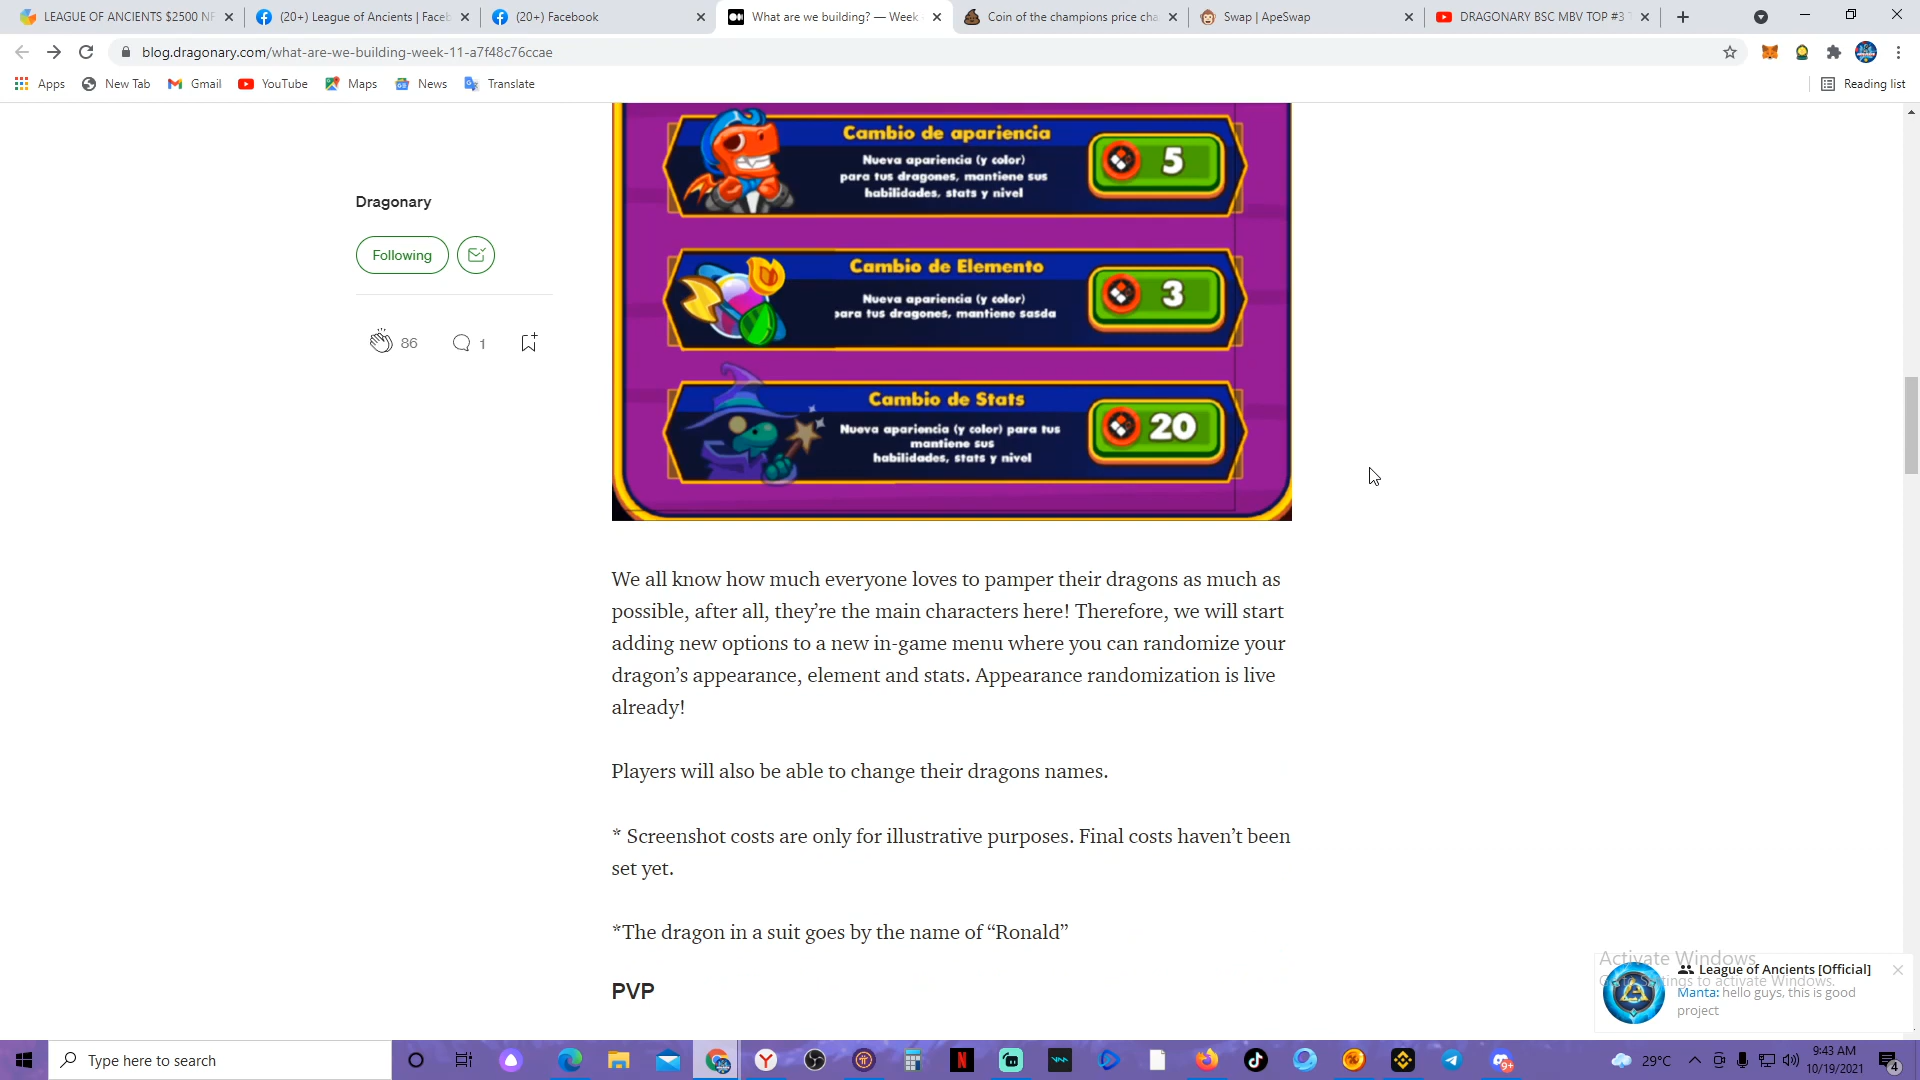 LEAGUE OF ANCIENTS $2500 NF
(20+) League of Ancients | Faceb
(20+) Facebook
What are we building? — Week
Coin of the champions price cha
Swap | ApeSwap
DRAGONARY BSC MBV TOP #3
blog.dragonary.com/what-are-we-building-week-11-a7f48c76ccae
Apps
New Tab
Gmail
YouTube
Maps
News
Translate
Reading list
Cambio de apariencia
Nueva apariencia (y color)
para tus dragones, mantiene sus
habilidades, stats y nivel
5
Cambio de Elemento
Nueva apariencia (y color)
para tus dragones, mantiene sasda
3
Cambio de Stats
Nueva apariencia (y color) para tus
mantiene sus
habilidades, stats y nivel
20
Dragonary
Following
86
1
We all know how much everyone loves to pamper their dragons as much as
possible, after all, they’re the main characters here! Therefore, we will start
adding new options to a new in-game menu where you can randomize your
dragon’s appearance, element and stats. Appearance randomization is live
already!
Players will also be able to change their dragons names.
* Screenshot costs are only for illustrative purposes. Final costs haven’t been
set yet.
*The dragon in a suit goes by the name of “Ronald”
PVP
Activate Windows
League of Ancients [Official]
Settings to activate Windows.
Manta: hello guys, this is good
project
Type here to search
9+
29°C
9:43 AM
10/19/2021
4